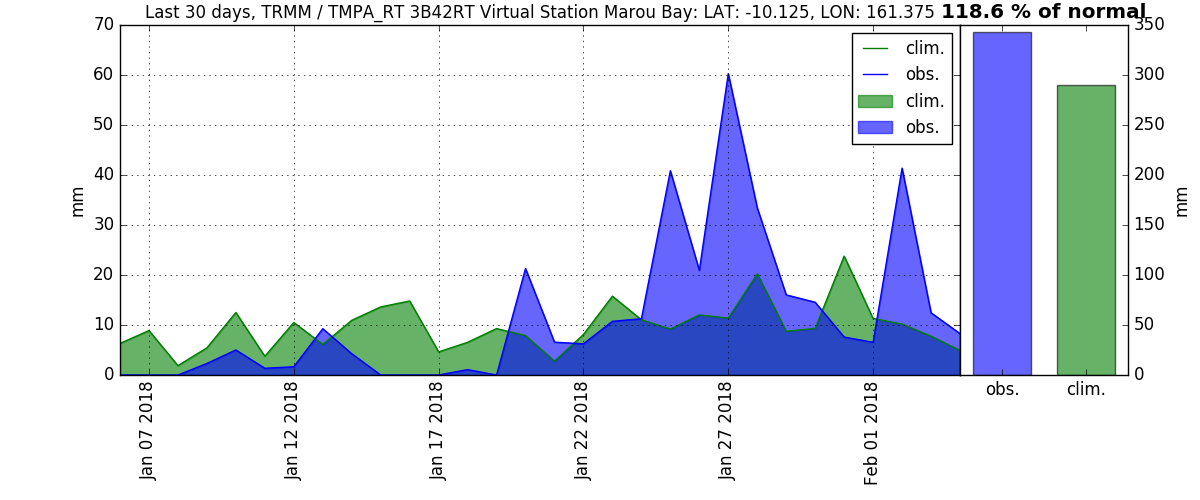 Last 30 days, TRMM / TMPA_RT 3B42RT Virtual Station Marou Bay: LAT: -10.125, LON: 161.375 118.6 % of normal
70
60
50
40
30
20
10
0
mm
clim.
obs.
clim.
obs.
350
300
250
200
150
100
50
0
mm
Jan 07 2018
Jan 12 2018
Jan 17 2018
Jan 22 2018
Jan 27 2018
Feb 01 2018
obs.
clim.